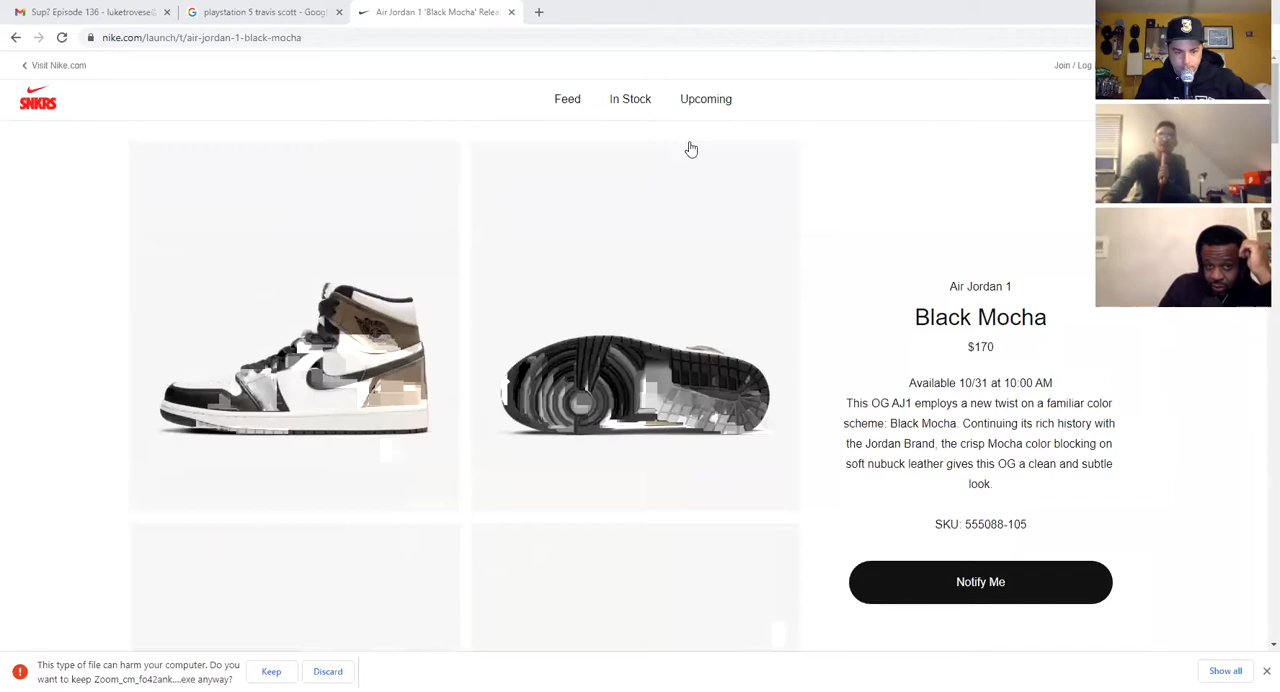 Sup? Episode 136 - luketrovese@
playstation 5 travis scott - Goog
Air Jordan 1 'Black Mocha' Relea
nike.com/launch/t/air-jordan-1-black-mocha
Visit Nike.com
Join / Log
SNKRS
Feed
In Stock
Upcoming
Air Jordan 1
Black Mocha
$170
Available 10/31 at 10:00 AM
This OG AJ1 employs a new twist on a familiar color
scheme: Black Mocha. Continuing its rich history with
the Jordan Brand, the crisp Mocha color blocking on
soft nubuck leather gives this OG a clean and subtle
look.
SKU: 555088-105
Notify Me
This type of file can harm your computer. Do you
want to keep Zoom_cm_fo42ank....exe anyway?
Keep
Discard
Show all